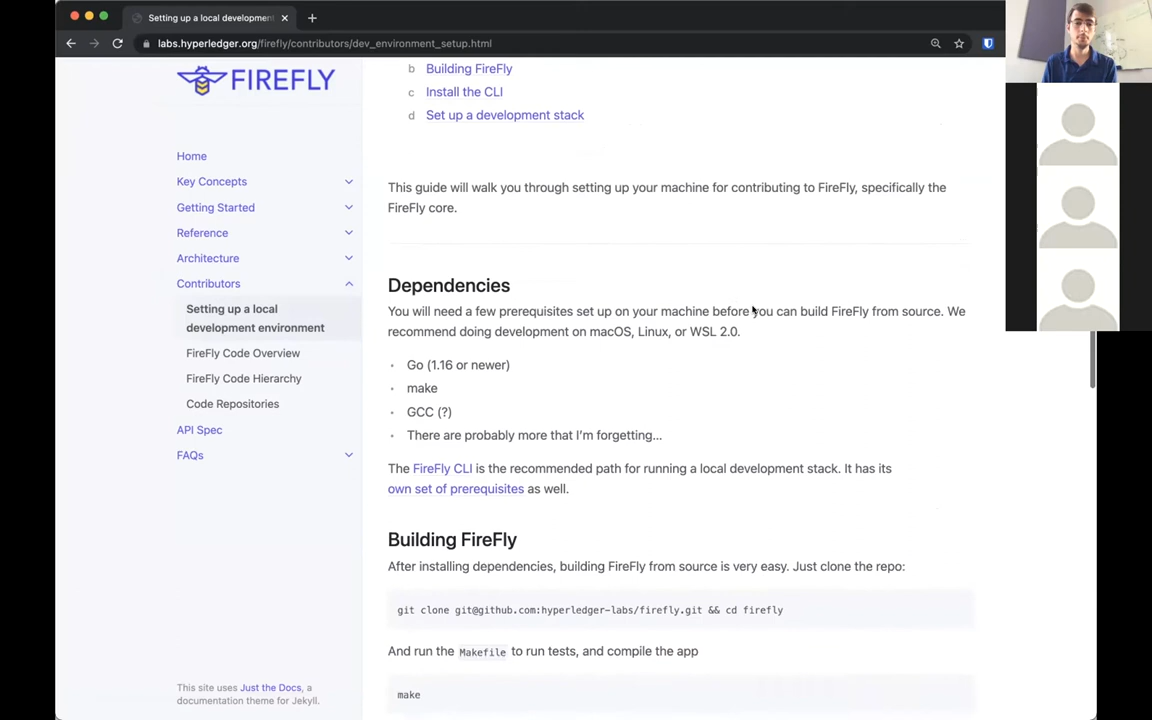 Setting up a local development
labs.hyperledger.org/firefly/contributors/dev_environment_setup.html
FIREFLY
Home
Key Concepts
Getting Started
Reference
Architecture
Contributors
Setting up a local
development environment
FireFly Code Overview
FireFly Code Hierarchy
Code Repositories
API Spec
FAQs
This site uses Just the Docs, a
documentation theme for Jekyll.
b Building FireFly
c Install the CLI
d Set up a development stack
This guide will walk you through setting up your machine for contributing to FireFly, specifically the
FireFly core.
Dependencies
You will need a few prerequisites set up on your machine before you can build FireFly from source. We
recommend doing development on macOS, Linux, or WSL 2.0.
Go (1.16 or newer)
make
GCC (?)
There are probably more that I'm forgetting...
The FireFly CLI is the recommended path for running a local development stack. It has its
own set of prerequisites as well.
Building FireFly
After installing dependencies, building FireFly from source is very easy. Just clone the repo:
git clone git@github.com:hyperledger-labs/firefly.git && cd firefly
And run the Makefile to run tests, and compile the app
make